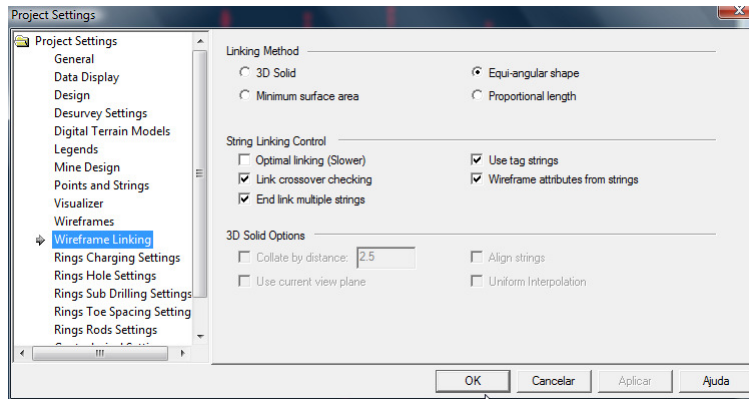 Project Settings
Project Settings
General
Data Display
Design
Desurvey Settings
Digital Terrain Models
Legends
Mine Design
Points and Strings
Visualizer
Wireframes
Wireframe Linking
Rings Charging Settings
Rings Hole Settings
Rings Sub Drilling Settings
Rings Toe Spacing Setting
Rings Rods Settings
Linking Method
3D Solid
Equi-angular shape
Minimum surface area
Proportional length
String Linking Control
Optimal linking (Slower)
Use tag strings
Link crossover checking
Wireframe attributes from strings
End link multiple strings
3D Solid Options
Collate by distance: 2.5
Align strings
Use current view plane
Uniform Interpolation
OK Cancelar Aplicar Ajuda